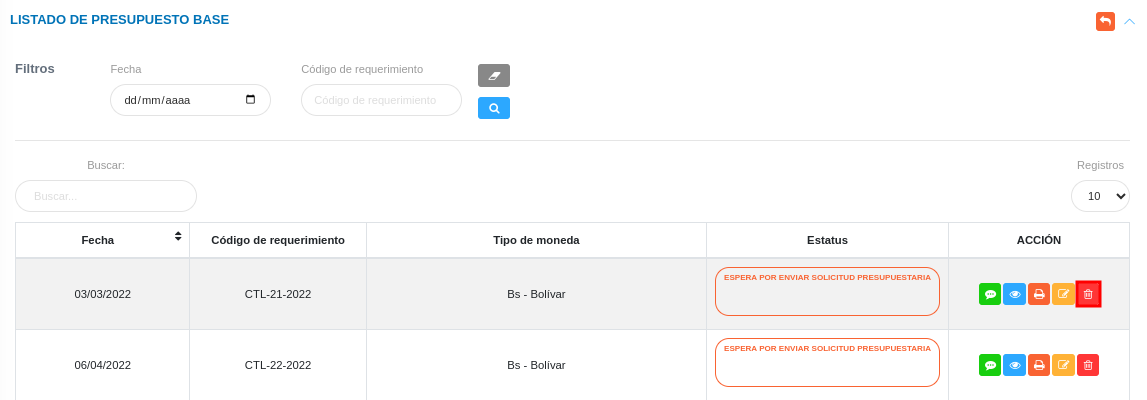 LISTADO DE PRESUPUESTO BASE
Filtros
Fecha
Código de requerimiento
dd/mm/aaaa
Código de requerimiento
Buscar:
Registros
Buscar...
10
Fecha Código de requerimiento Tipo de moneda Estatus ACCIÓN
03/03/2022 CTL-21-2022 Bs - Bolívar ESPERA POR ENVIAR SOLICITUD PRESUPUESTARIA
06/04/2022 CTL-22-2022 Bs - Bolívar ESPERA POR ENVIAR SOLICITUD PRESUPUESTARIA